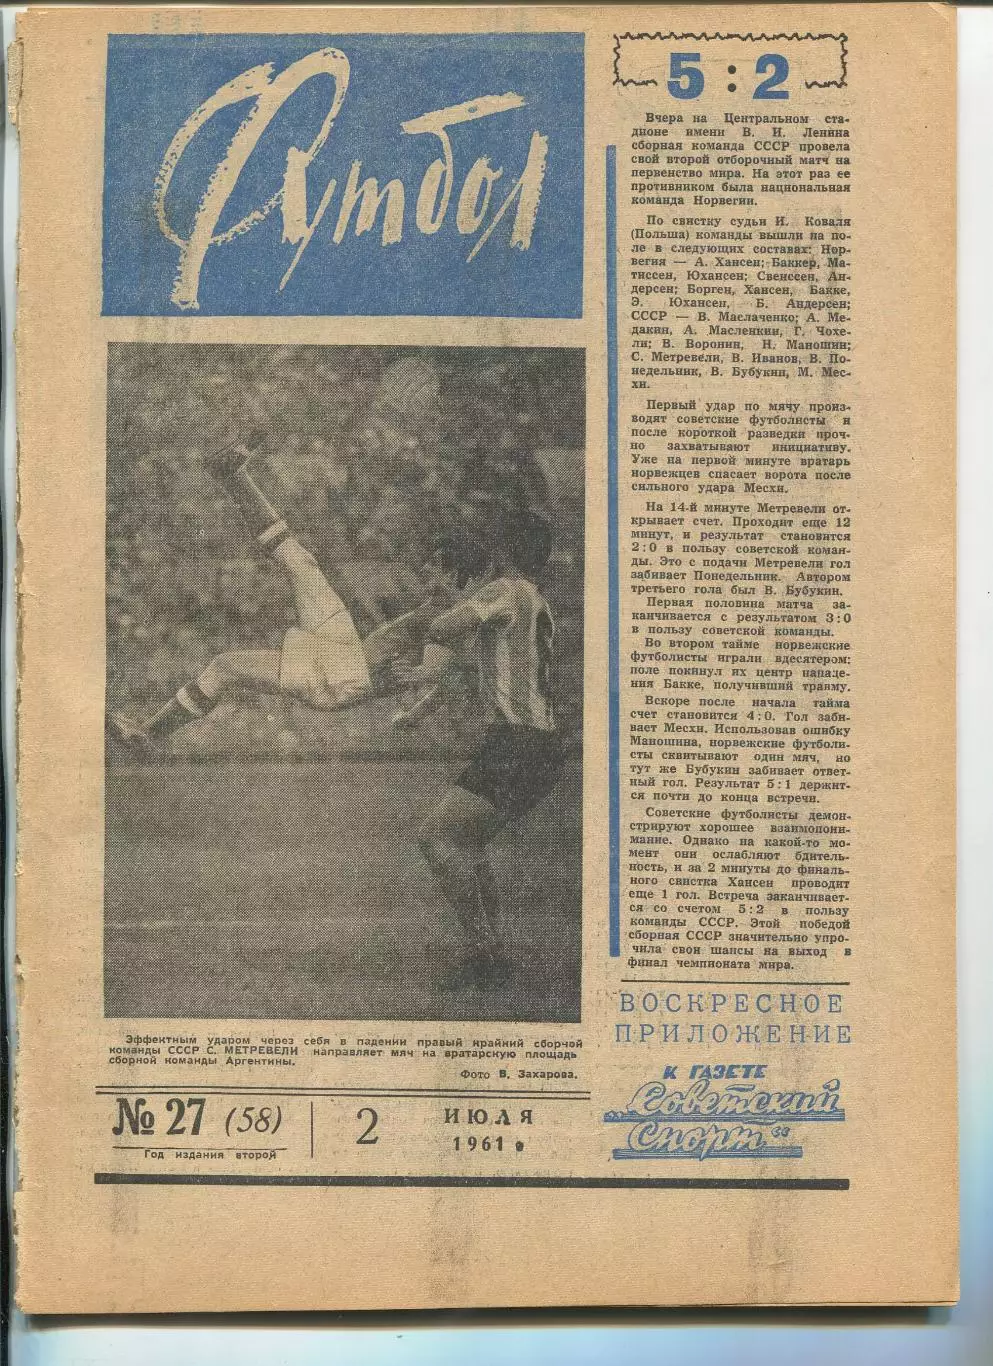 Футбол
5:2
Вчера на Центральном ста-
дионе имени В. И. Ленина
сборная команда СССР провела
свой второй отборочный матч на
первенство мира. На этот раз ее
противником была национальная
команда Норвегии.
По свистку судьи И. Коваля
(Польша) команды вышли на по-
ле в следующих составах: Нор-
вегия — А. Хансен; Баккер, Ма-
тиссен, Юхансен; Свенссен, Ан-
дерсен; Борген, Хансен, Бакке,
Э. Юхансен, Б. Андерсен;
СССР — В. Маслаченко; А. Ме-
дакин, А. Масленкин, Г. Чохе-
ли; В. Воронин, Н. Маношин;
С. Метревели, В. Иванов, В. По-
недельник, В. Бубукин, М. Мес-
хи.
Первый удар по мячу произ-
водят советские футболисты и
после короткой разведки проч-
но захватывают инициативу.
Уже на первой минуте вратарь
норвежцев спасает ворота после
сильного удара Месхи.
На 14-й минуте Метревели от-
крывает счет. Проходит еще 12
минут, и результат становится
2:0 в пользу советской коман-
ды. Это с подачи Метревели гол
забивает Понедельник. Автором
третьего гола был В. Бубукин.
Первая половина матча за-
канчивается с результатом 3:0
в пользу советской команды.
Во втором тайме норвежские
футболисты играли вдесятером:
поле покинул их центр нападе-
ния Бакке, получивший травму.
Вскоре после начала тайма
счет становится 4:0. Гол заби-
вает Месхи. Использовав ошибку
Маношина, норвежские футболи-
сты сквитывают один мяч, но
тут же Бубукин забивает ответ-
ный гол. Результат 5:1 держит-
ся почти до конца встречи.
Советские футболисты демон-
стрируют хорошее взаимопони-
мание. Однако на какой-то мо-
мент они ослабляют бдитель-
ность, и за 2 минуты до финаль-
ного свистка Хансен проводит
еще 1 гол. Встреча заканчивает-
ся со счетом 5:2 в пользу
команды СССР. Этой победой
сборная СССР значительно упро-
чила свои шансы на выход в
финал чемпионата мира.
Эффектным ударом через себя в падении правый крайний сборной
команды СССР С. МЕТРЕВЕЛИ направляет мяч на вратарскую площадь
сборной команды Аргентины.
Фото В. Захарова.
ВОСКРЕСНОЕ
ПРИЛОЖЕНИЕ
К ГАЗЕТЕ
„Советский
Спорт“
№ 27 (58)
Год издания второй
2
ИЮЛЯ
1961 г.